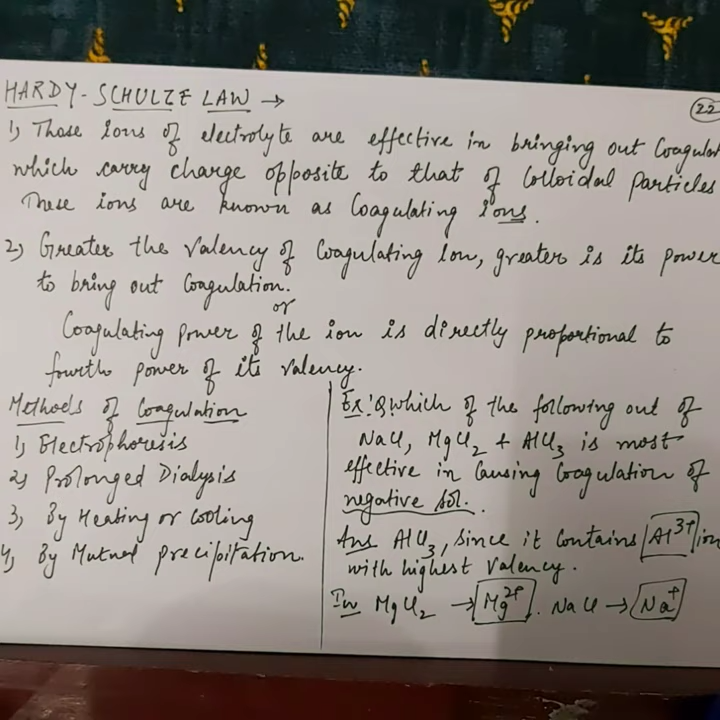 HARDY-SCHULZE LAW →
22
1) Those ions of electrolyte are effective in bringing out Coagulat
which carry charge opposite to that of Colloidal Particles
These ions are known as Coagulating ions.
2) Greater the Valency of Coagulating Ion, greater is its power
to bring out Coagulation.
or
Coagulating power of the ion is directly proportional to
fourth power of its valency.
Methods of Coagulation
1) Electrophoresis
2) Prolonged Dialysis
3) By Heating or Cooling
4) By Mutual precipitation.
Ex: Q Which of the following out of
NaCl, MgCl2 + AlCl3 is most
effective in Causing Coagulation of
negative Sol.
Ans AlCl3, Since it Contains Al3+ ion
with highest Valency.
In MgCl2 → Mg2+. NaCl → Na+